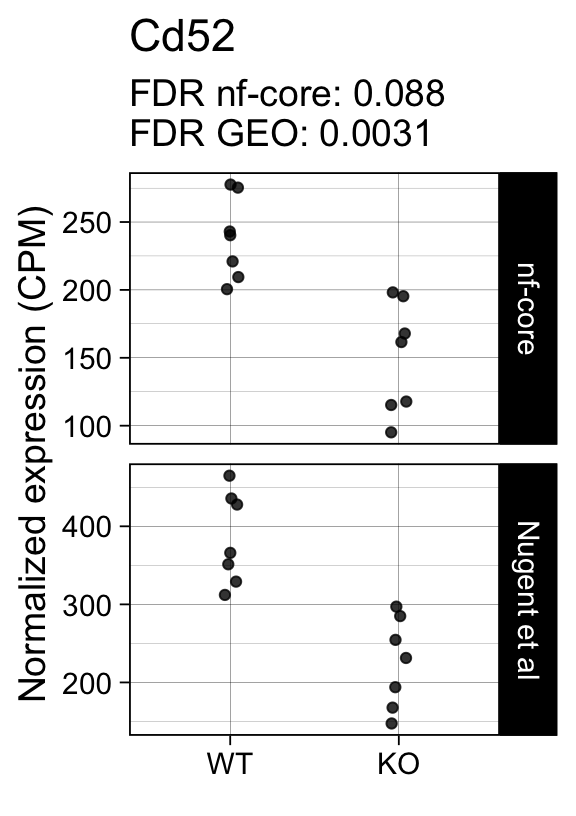 Cd52
FDR nf-core: 0.088
FDR GEO: 0.0031
Normalized expression (CPM)
250
200
150
100
nf-core
400
300
200
Nugent et al
WT
KO